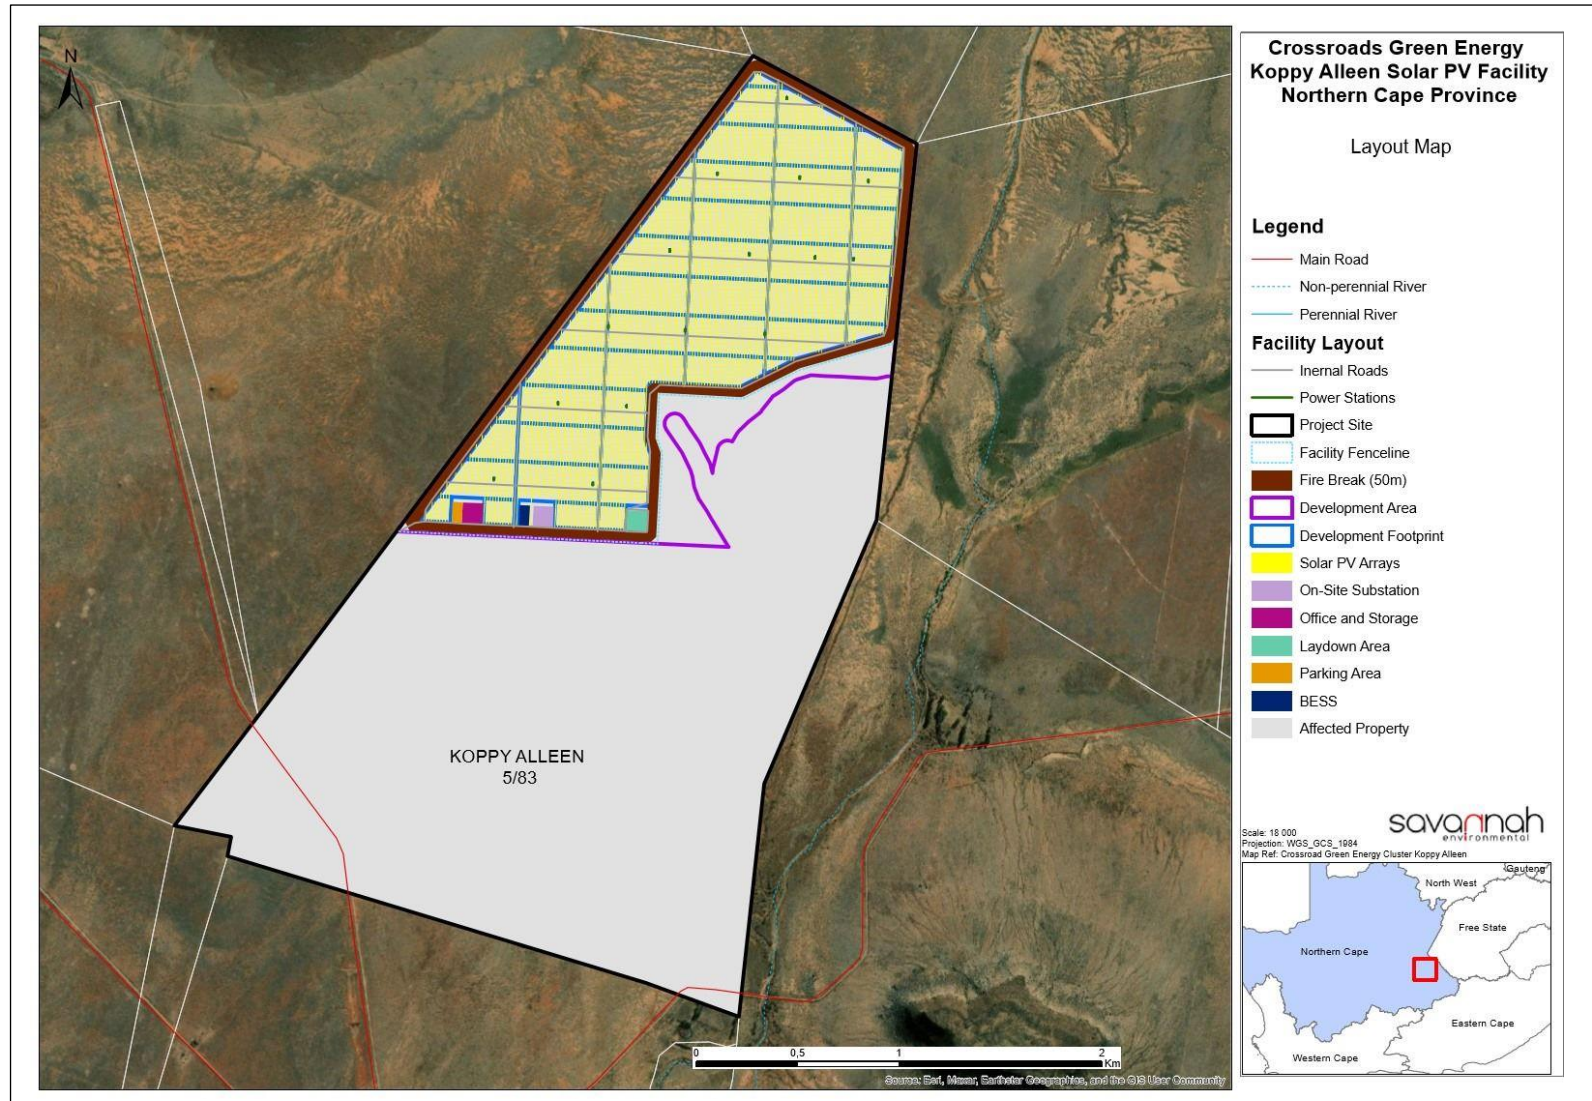 Crossroads Green Energy
Koppy Alleen Solar PV Facility
Northern Cape Province
Layout Map
N
KOPPY ALLEEN
5/83
0 0,5 1 2
Km
Source: Esri, Maxar, Earthstar Geographics, and the GIS User Community
Legend
Main Road
Non-perennial River
Perennial River
Facility Layout
Inernal Roads
Power Stations
Project Site
Facility Fenceline
Fire Break (50m)
Development Area
Development Footprint
Solar PV Arrays
On-Site Substation
Office and Storage
Laydown Area
Parking Area
BESS
Affected Property
savannah
environmental
Scale: 18 000
Projection: WGS_GCS_1984
Map Ref: Crossroad Green Energy Cluster Koppy Alleen
Gauteng
North West
Free State
Northern Cape
Eastern Cape
Western Cape